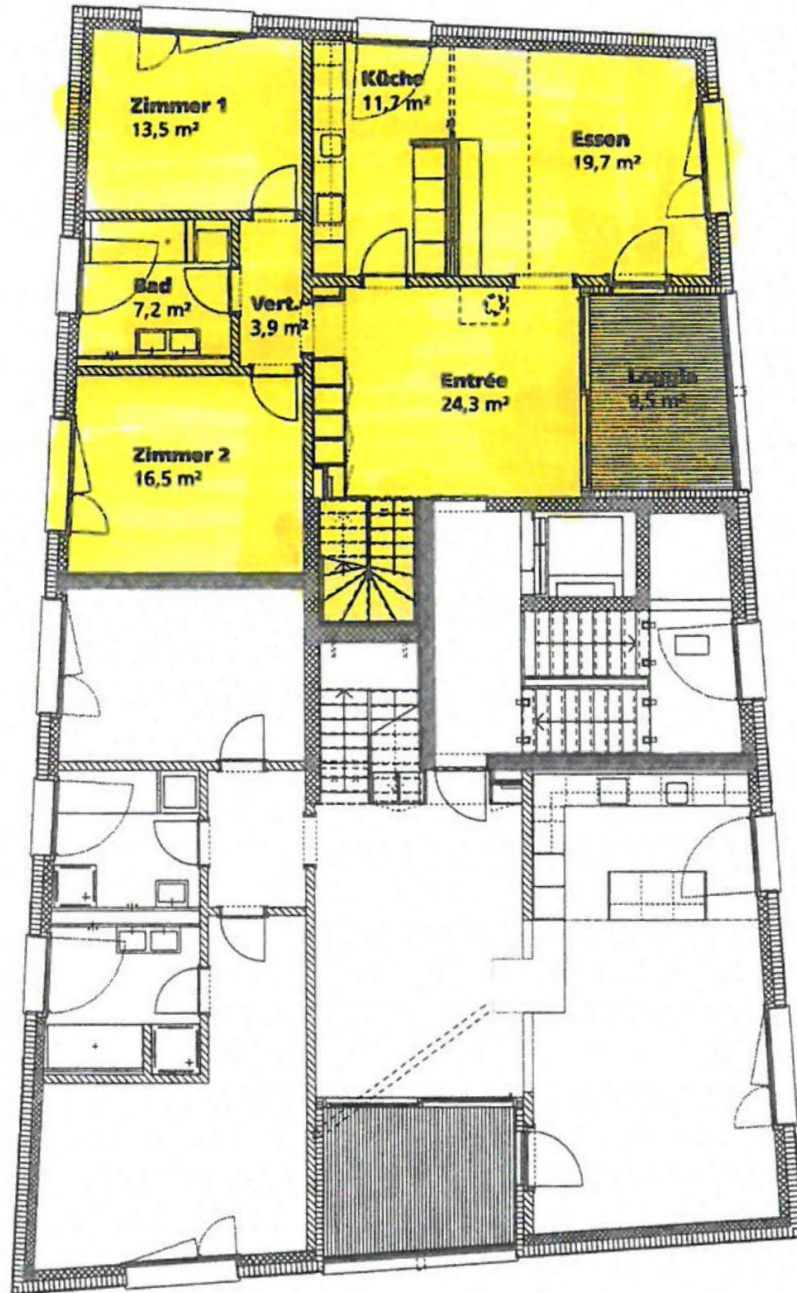 Zimmer 1
13,5 m²
Küche
11,7 m²
Essen
19,7 m²
Bad
7,2 m²
Vert.
3,9 m²
Entrée
24,3 m²
Loggia
9,5 m²
Zimmer 2
16,5 m²